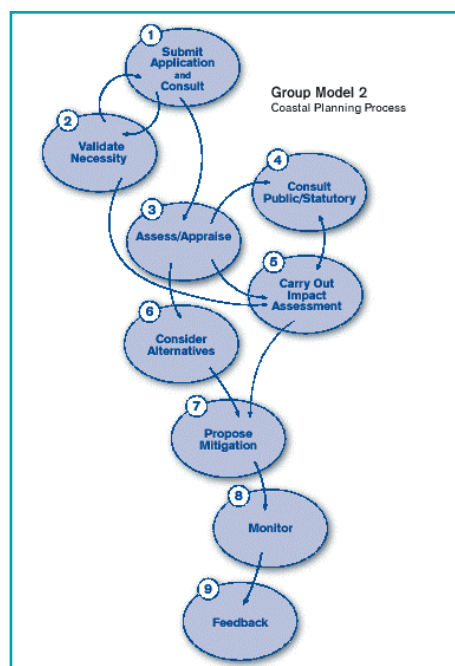 1
Submit
Application
and
Consult
Group Model 2
Coastal Planning Process
2
Validate
Necessity
4
Consult
Public/Statutory
3
Assess/Appraise
5
Carry Out
Impact
Assessment
6
Consider
Alternatives
7
Propose
Mitigation
8
Monitor
9
Feedback